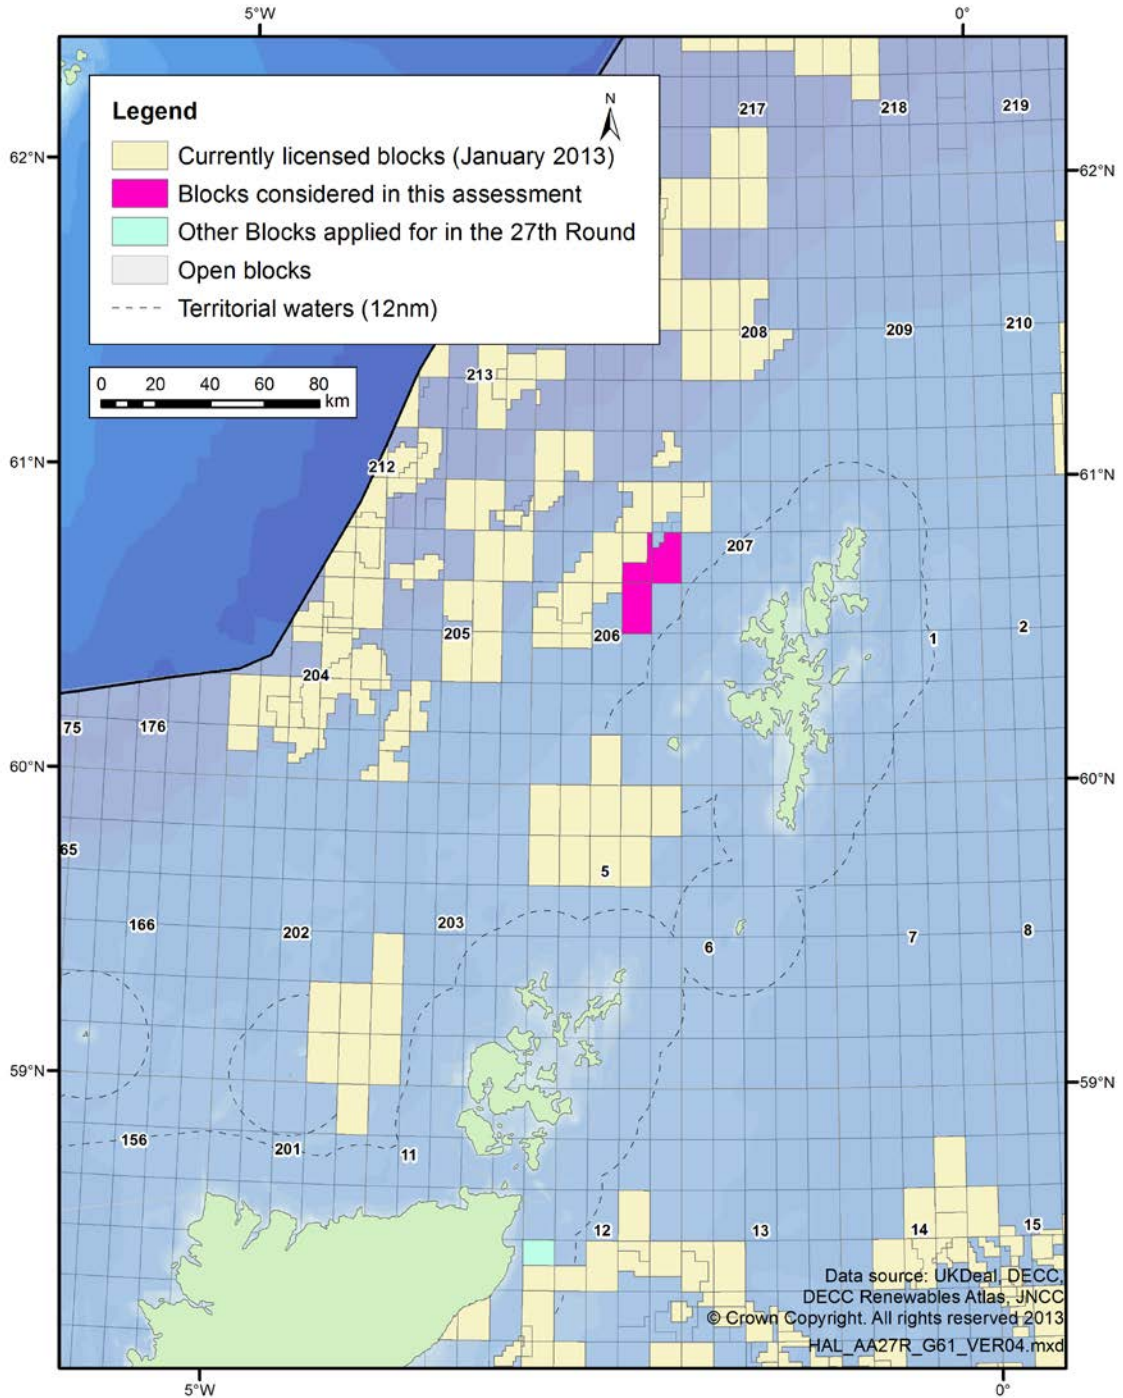 5°W
0°
217
218
219
Legend
N
Currently licensed blocks (January 2013)
Blocks considered in this assessment
Other Blocks applied for in the 27th Round
Open blocks
Territorial waters (12nm)
62°N
62°N
208
209
210
0 20 40 60 80
km
213
212
61°N
61°N
207
205
206
1
2
204
75
176
60°N
60°N
65
5
166
202
203
6
7
8
59°N
59°N
156
201
11
12
13
14
15
Data source: UKDeal, DECC,
DECC Renewables Atlas, JNCC
© Crown Copyright. All rights reserved 2013
HAL_AA27R_G61_VER04.mxd
5°W
0°